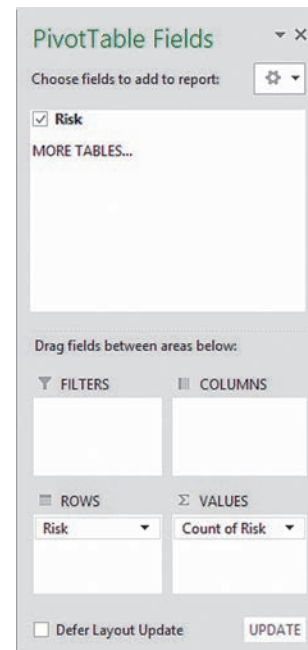 PivotTable Fields
Choose fields to add to report:
Risk
MORE TABLES...
Drag fields between areas below:
FILTERS
COLUMNS
ROWS
Σ VALUES
Risk
Count of Risk
Defer Layout Update
UPDATE